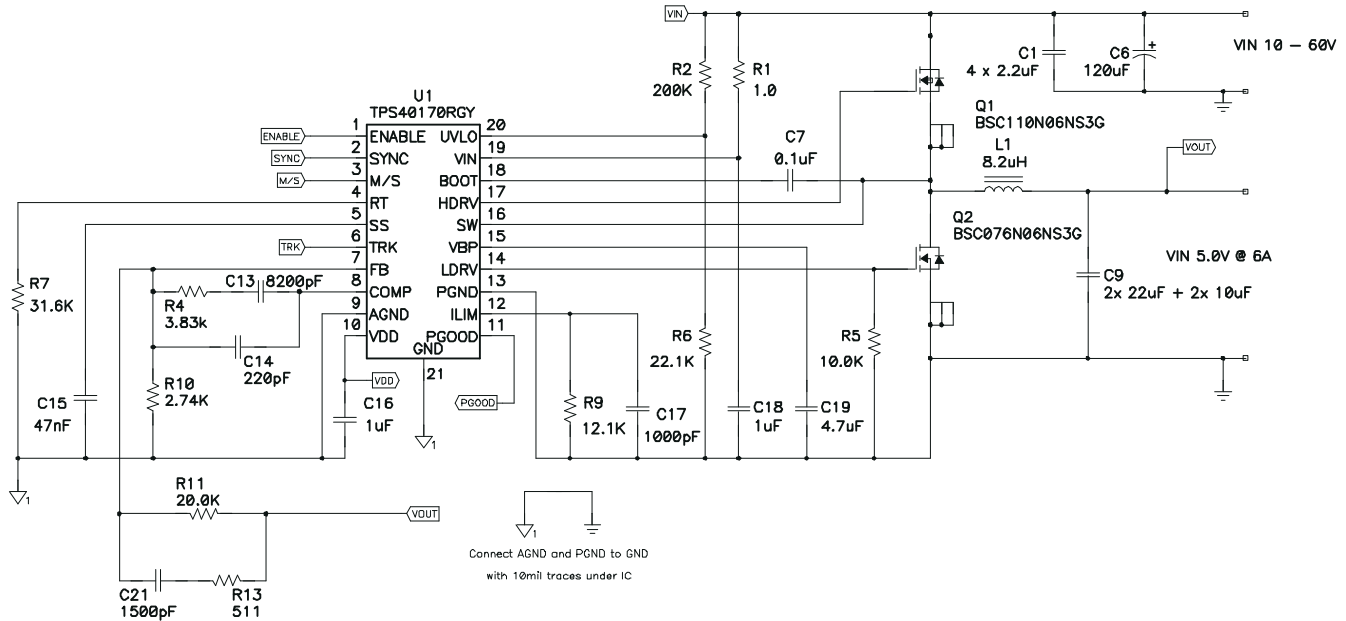 VIN
VIN 10 – 60V
R2
200K
R1
1.0
C1
4 x 2.2uF
C6
120uF
+
U1
TPS40170RGY
Q1
BSC110N06NS3G
C7
0.1uF
L1
8.2uH
VOUT
ENABLE
1
ENABLE
UVLO
20
SYNC
2
SYNC
VIN
19
M/S
3
M/S
BOOT
18
4
RT
HDRV
17
5
SS
SW
16
TRK
6
TRK
VBP
15
7
FB
LDRV
14
8
COMP
PGND
13
9
AGND
ILIM
12
10
VDD
PGOOD
11
GND
21
Q2
BSC076N06NS3G
VIN 5.0V @ 6A
C9
2x 22uF + 2x 10uF
R7
31.6K
C13
8200pF
R4
3.83k
C14
220pF
R10
2.74K
C15
47nF
VDD
C16
1uF
PGOOD
R6
22.1K
R5
10.0K
R9
12.1K
C17
1000pF
C18
1uF
C19
4.7uF
1
1
R11
20.0K
VOUT
C21
1500pF
R13
511
1
Connect AGND and PGND to GND
with 10mil traces under IC